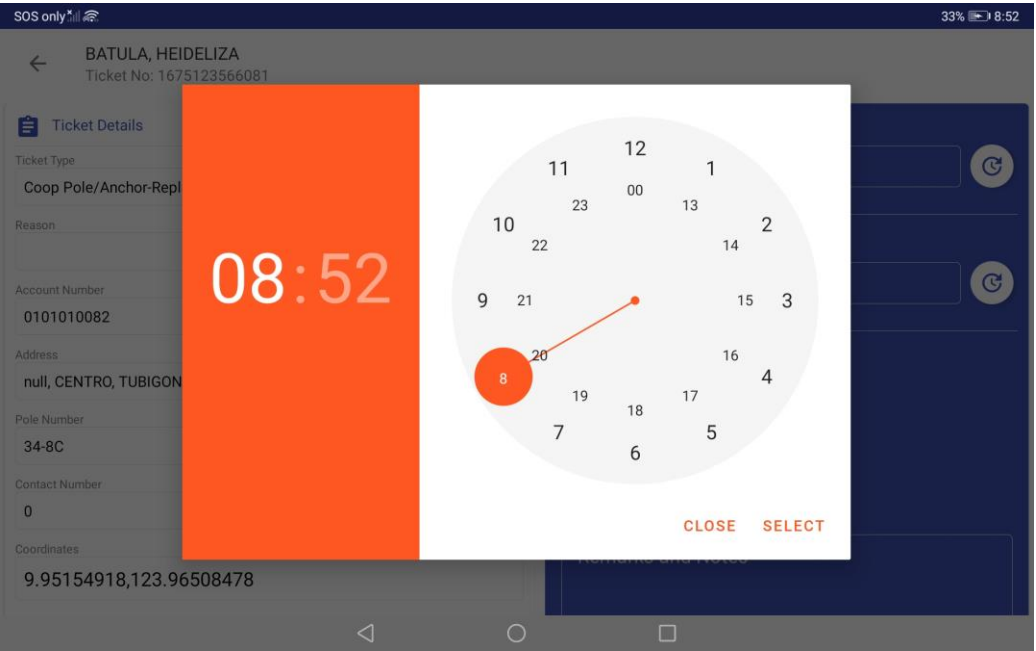 SOS only
33% 8:52
BATULA, HEIDELIZA
Ticket No: 1675123566081
Ticket Details
Ticket Type
Coop Pole/Anchor-Repl
Reason
Account Number
0101010082
Address
null, CENTRO, TUBIGON
Pole Number
34-8C
Contact Number
0
Coordinates
9.95154918,123.96508478
08:52
12
11 1
00
23 13
10 2
22 14
9 21 15 3
20 16
8 4
19 17
18
7 5
6
CLOSE SELECT
Remarks and Notes